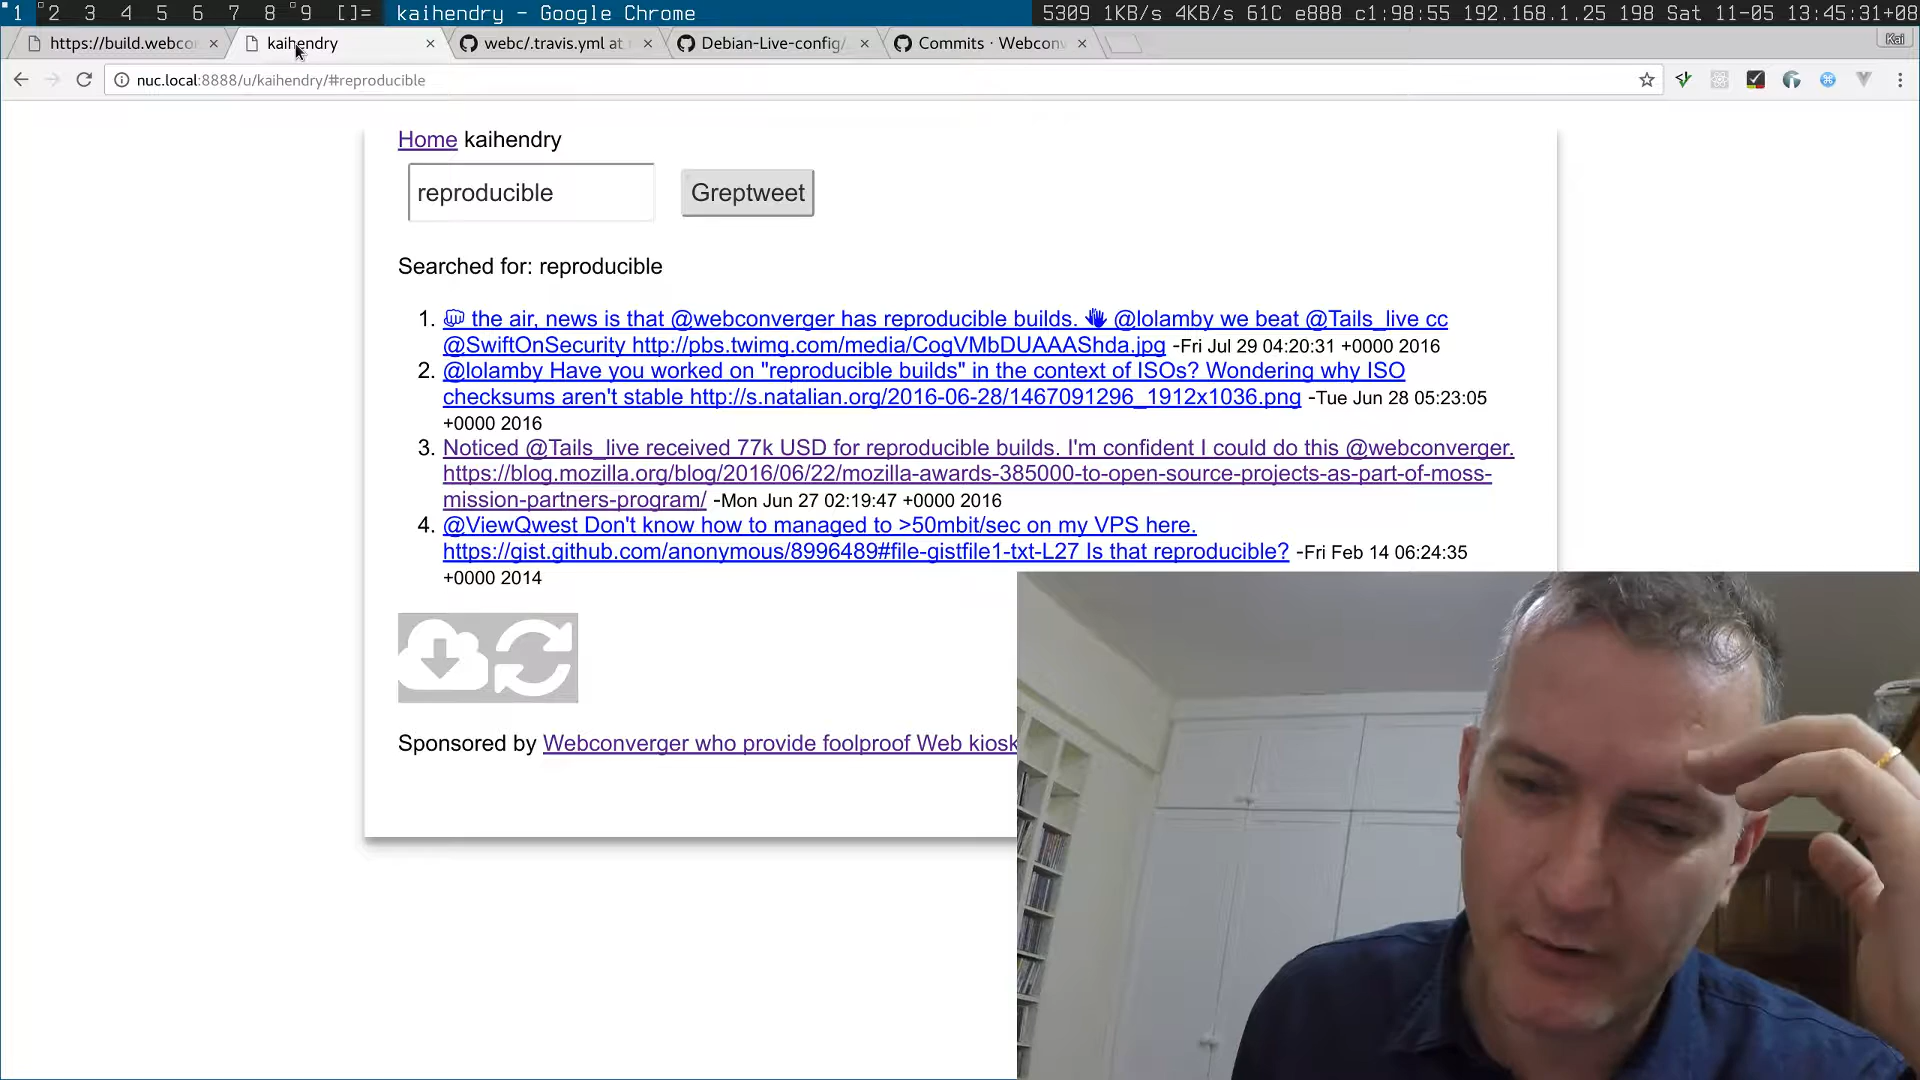 1 2 3 4 5 6 7 8 9 []= kaihendry - Google Chrome 5309 1KB/s 4KB/s 61C e888 c1:98:55 192.168.1.25 198 Sat 11-05 13:45:31+08
https://build.webco kaihendry webc/.travis.yml at Debian-Live-config/ Commits · Webconv Kai
nuc.local:8888/u/kaihendry/#reproducible
Home kaihendry
reproducible Greptweet
Searched for: reproducible
1. 👊 the air, news is that @webconverger has reproducible builds. 👋 @lolamby we beat @Tails_live cc
@SwiftOnSecurity http://pbs.twimg.com/media/CogVMbDUAAAShda.jpg -Fri Jul 29 04:20:31 +0000 2016
2. @lolamby Have you worked on "reproducible builds" in the context of ISOs? Wondering why ISO
checksums aren't stable http://s.natalian.org/2016-06-28/1467091296_1912x1036.png -Tue Jun 28 05:23:05
+0000 2016
3. Noticed @Tails_live received 77k USD for reproducible builds. I'm confident I could do this @webconverger.
https://blog.mozilla.org/blog/2016/06/22/mozilla-awards-385000-to-open-source-projects-as-part-of-moss-
mission-partners-program/ -Mon Jun 27 02:19:47 +0000 2016
4. @ViewQwest Don't know how to managed to >50mbit/sec on my VPS here.
https://gist.github.com/anonymous/8996489#file-gistfile1-txt-L27 Is that reproducible? -Fri Feb 14 06:24:35
+0000 2014
Sponsored by Webconverger who provide foolproof Web kiosk